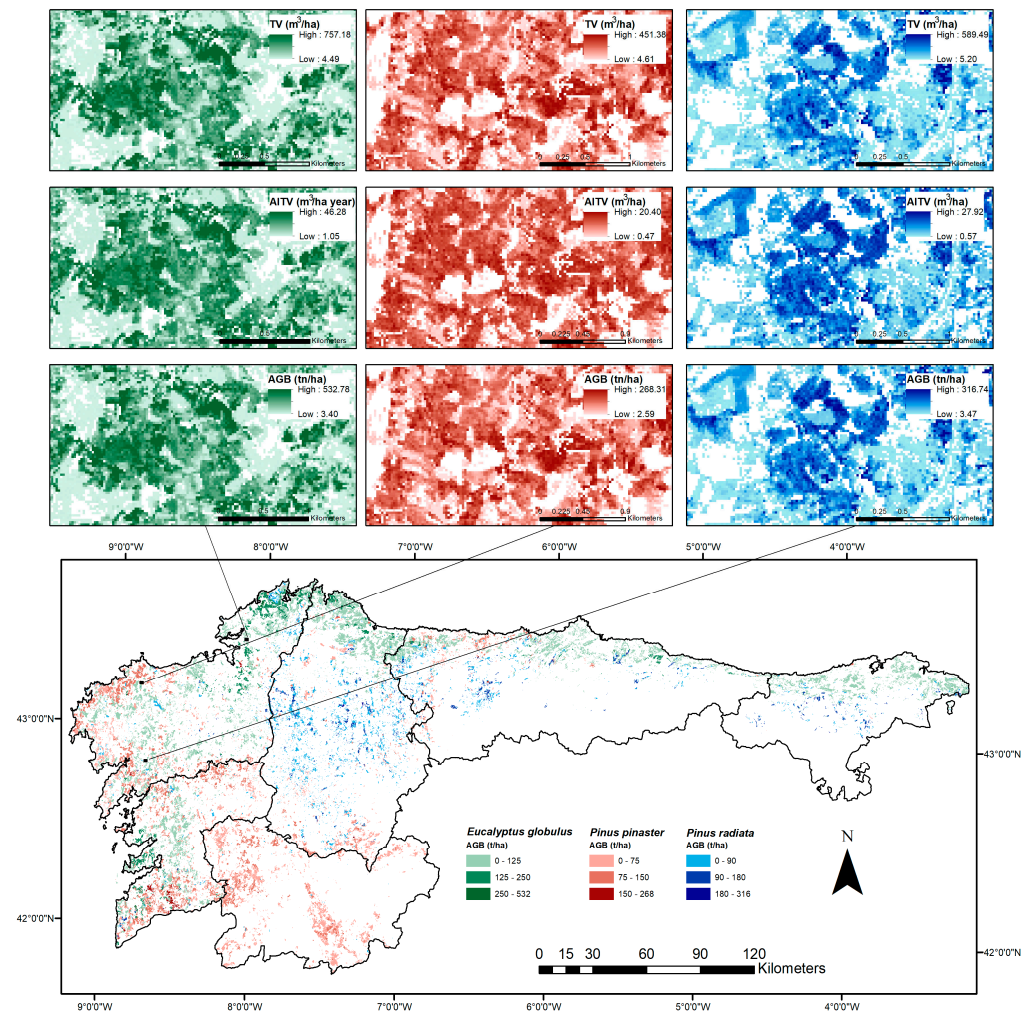 TV (m³/ha)
High : 757.18
Low : 4.49
0.25 0.5
Kilometers
TV (m³/ha)
High : 451.38
Low : 4.61
0 0.25 0.5 1
Kilometers
TV (m³/ha)
High : 589.49
Low : 5.20
0 0.25 0.5 1
Kilometers
AITV (m³/ha year)
High : 46.28
Low : 1.05
0.5
Kilometers
AITV (m³/ha)
High : 20.40
Low : 0.47
0 0.225 0.45 0.9
Kilometers
AITV (m³/ha)
High : 27.92
Low : 0.57
0 0.25 0.5 1
Kilometers
AGB (tn/ha)
High : 532.78
Low : 3.40
0.5
Kilometers
AGB (tn/ha)
High : 268.31
Low : 2.59
0 0.225 0.45 0.9
Kilometers
AGB (tn/ha)
High : 316.74
Low : 3.47
0 0.25 0.5 1
Kilometers
9°0'0"W 8°0'0"W 7°0'0"W 6°0'0"W 5°0'0"W 4°0'0"W
43°0'0"N
43°0'0"N
42°0'0"N
42°0'0"N
Eucalyptus globulus
AGB (t/ha)
0 - 125
125 - 250
250 - 532
Pinus pinaster
AGB (t/ha)
0 - 75
75 - 150
150 - 268
Pinus radiata
AGB (t/ha)
0 - 90
90 - 180
180 - 316
N
0 15 30 60 90 120
Kilometers
9°0'0"W 8°0'0"W 7°0'0"W 6°0'0"W 5°0'0"W 4°0'0"W